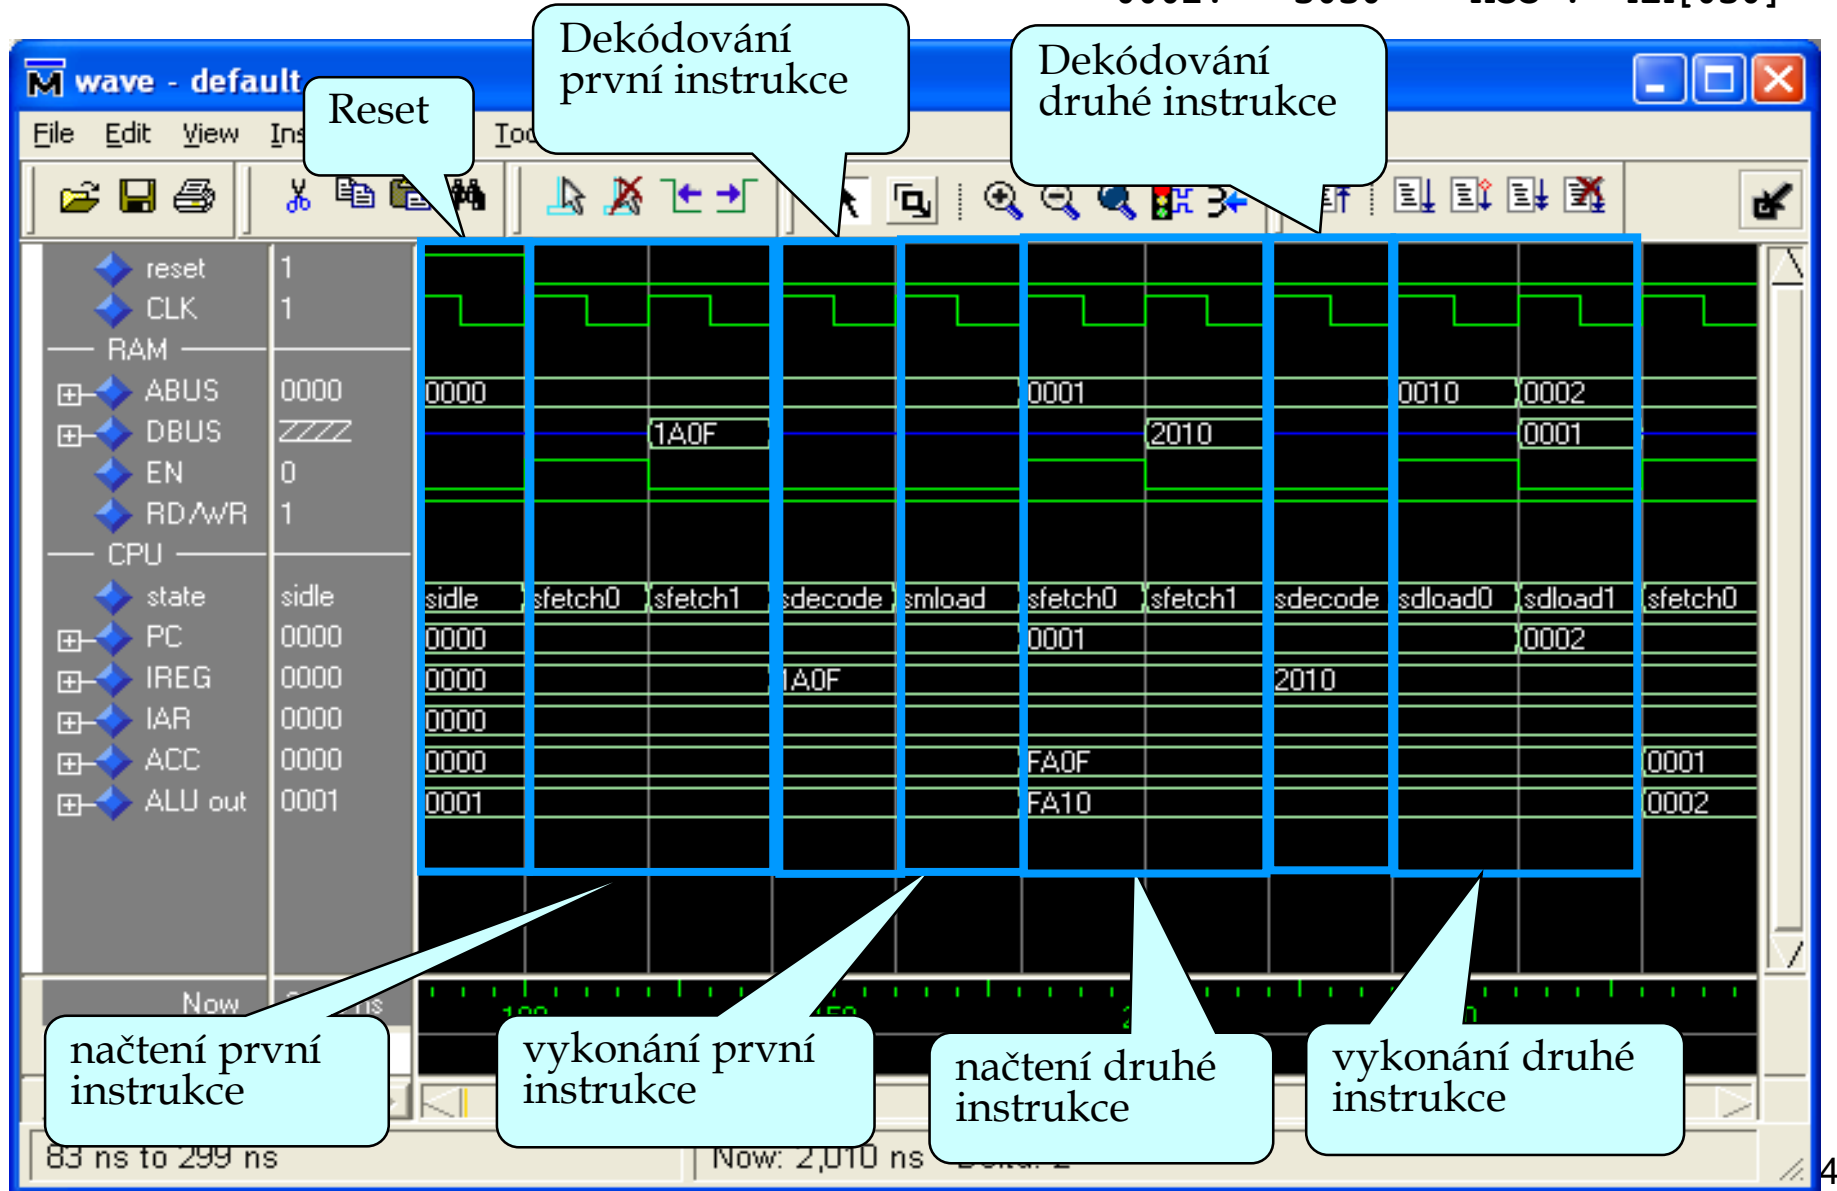 Dekódování
první instrukce
Dekódování
druhé instrukce
Reset
wave - default
File Edit View
reset 1
CLK 1
RAM
ABUS 0000 0000 0001 0010 0002
DBUS ZZZZ 1A0F 2010 0001
EN 0
RD/WR 1
CPU
state sidle sidle sfetch0 sfetch1 sdecode smload sfetch0 sfetch1 sdecode sdload0 sdload1 sfetch0
PC 0000 0000 0001 0002
IREG 0000 0000 1A0F 2010
IAR 0000 0000
ACC 0000 0000 FA0F 0001
ALU out 0001 0001 FA10 0002
Now
načtení první
instrukce
vykonání první
instrukce
načtení druhé
instrukce
vykonání druhé
instrukce
83 ns to 299 ns
Now: 2,010 ns
4